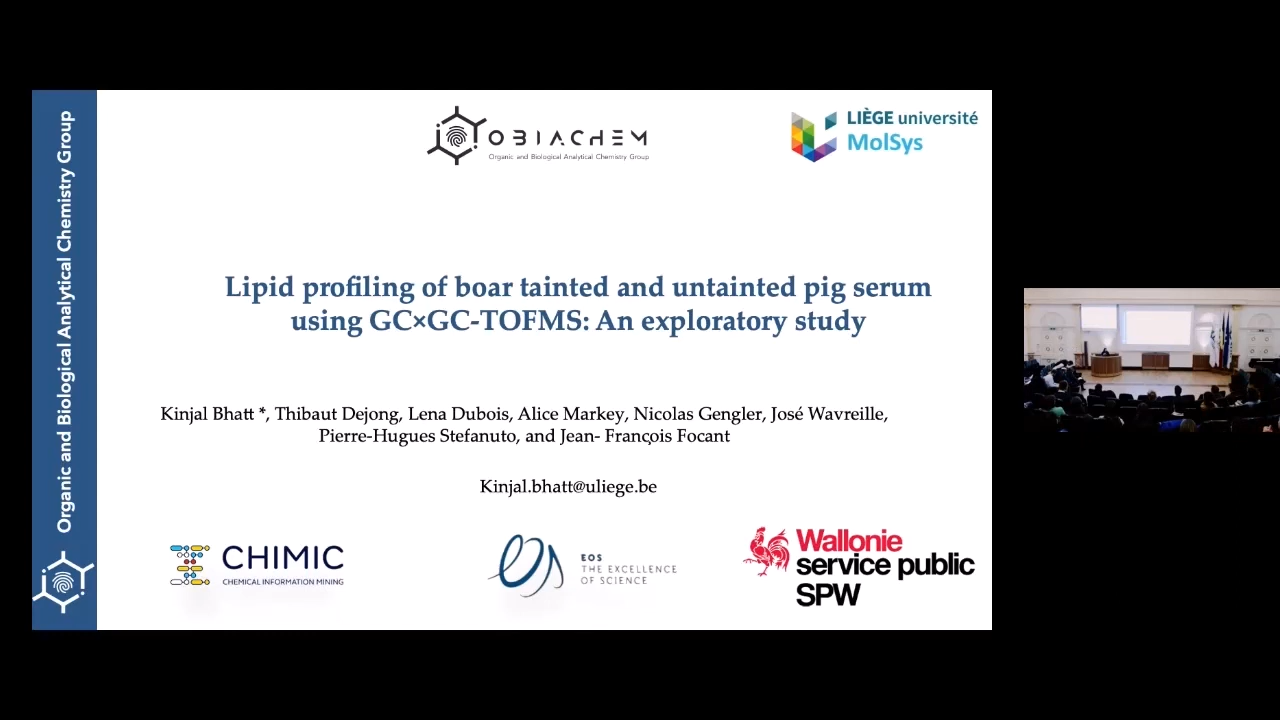 Organic and Biological Analytical Chemistry Group
OBIACHEM
Organic and Biological Analytical Chemistry Group
LIÈGE université
MolSys
Lipid profiling of boar tainted and untainted pig serum
using GC×GC-TOFMS: An exploratory study
Kinjal Bhatt *, Thibaut Dejong, Lena Dubois, Alice Markey, Nicolas Gengler, José Wavreille,
Pierre-Hugues Stefanuto, and Jean- François Focant
Kinjal.bhatt@uliege.be
CHIMIC
CHEMICAL INFORMATION MINING
EOS
THE EXCELLENCE
OF SCIENCE
Wallonie
service public
SPW